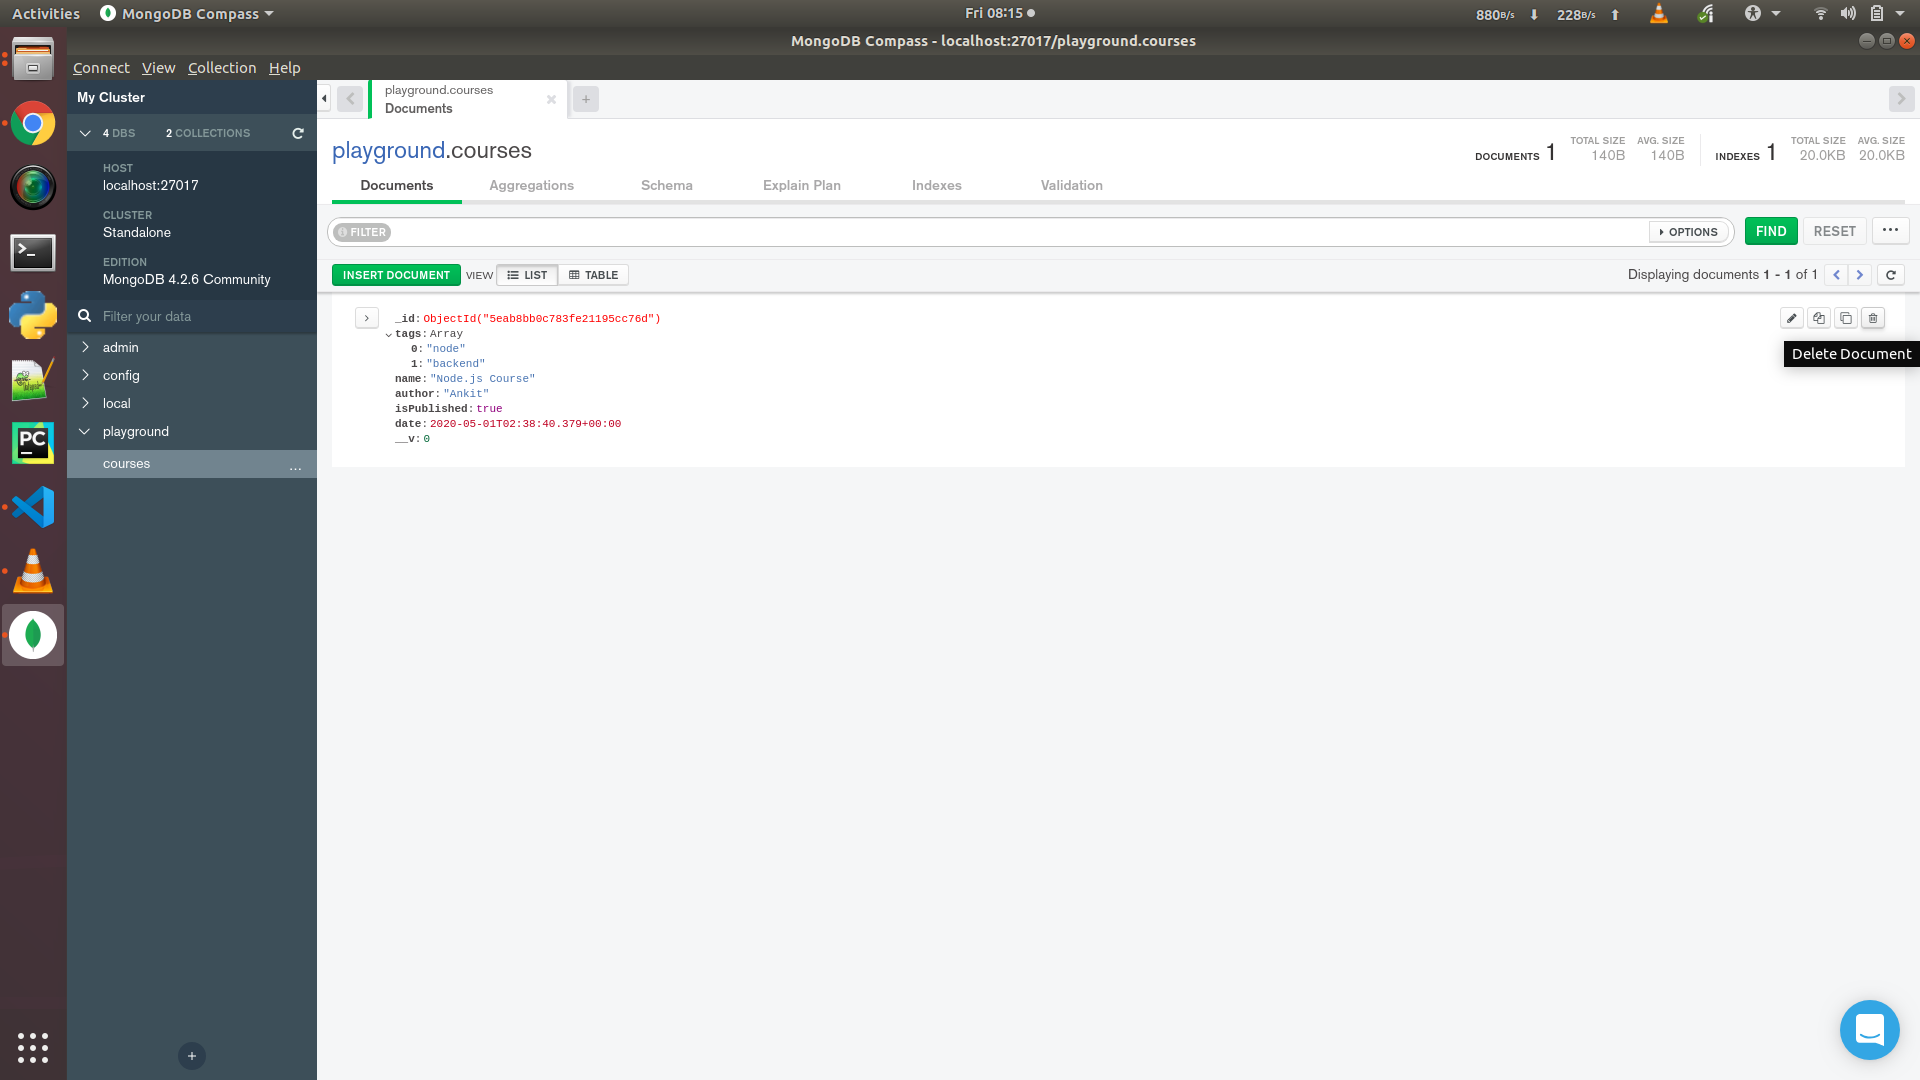 Activities MongoDB Compass Fri 08:15 880B/s 228B/s
MongoDB Compass - localhost:27017/playground.courses
Connect View Collection Help
My Cluster
4 DBS 2 COLLECTIONS
HOST
localhost:27017
CLUSTER
Standalone
EDITION
MongoDB 4.2.6 Community
Filter your data
admin
config
local
playground
courses ...
+
playground.courses
Documents
+
playground.courses
DOCUMENTS 1 TOTAL SIZE 140B AVG. SIZE 140B INDEXES 1 TOTAL SIZE 20.0KB AVG. SIZE 20.0KB
Documents Aggregations Schema Explain Plan Indexes Validation
FILTER OPTIONS FIND RESET ...
INSERT DOCUMENT VIEW LIST TABLE Displaying documents 1 - 1 of 1
_id: ObjectId("5eab8bb0c783fe21195cc76d")
tags: Array
0: "node"
1: "backend"
name: "Node.js Course"
author: "Ankit"
isPublished: true
date: 2020-05-01T02:38:40.379+00:00
__v: 0
Delete Document
PC